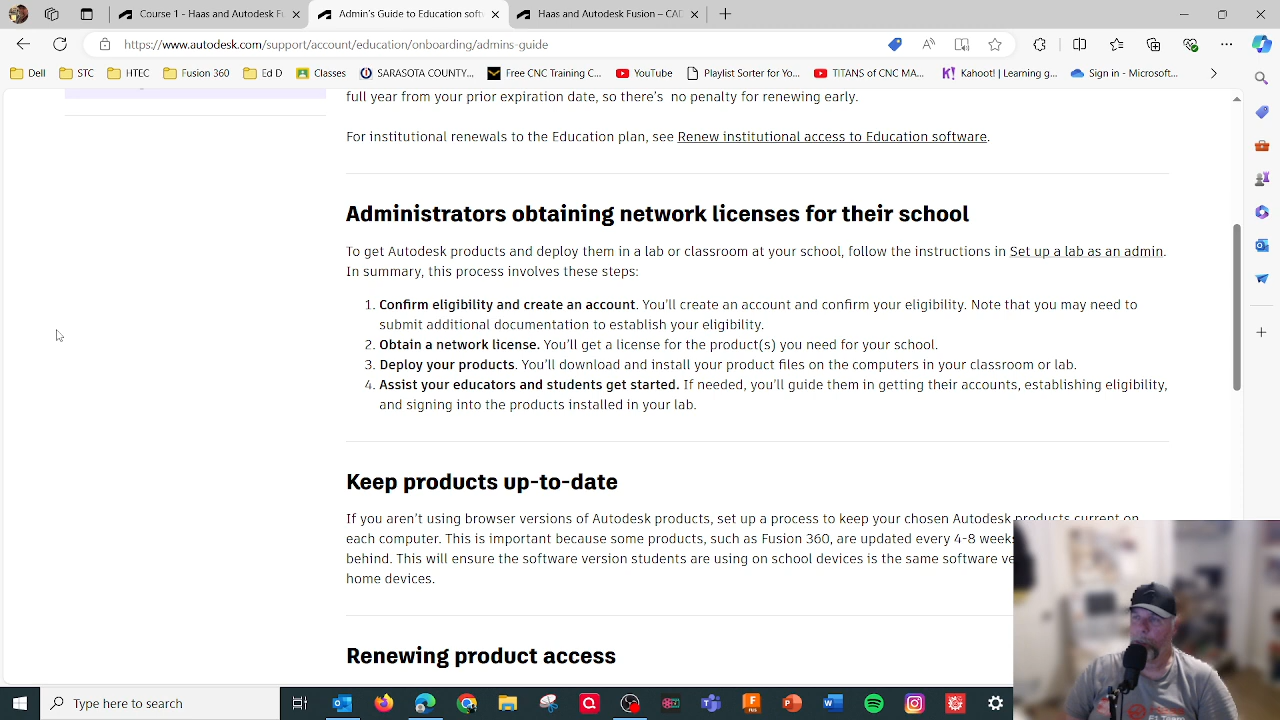 Course 1 - Haas and Autodesk Fu
Admin's Guide to Education soft
Haas and Autodesk Fusion – CAD
https://www.autodesk.com/support/account/education/onboarding/admins-guide
Dell
STC
HTEC
Fusion 360
Ed D
Classes
SARASOTA COUNTY...
Free CNC Training C...
YouTube
Playlist Sorter for Yo...
TITANS of CNC MA...
Kahoot! | Learning g...
Sign in - Microsoft...
full year from your prior expiration date, so there's no penalty for renewing early.
For institutional renewals to the Education plan, see Renew institutional access to Education software.
Administrators obtaining network licenses for their school
To get Autodesk products and deploy them in a lab or classroom at your school, follow the instructions in Set up a lab as an admin.
In summary, this process involves these steps:
1. Confirm eligibility and create an account. You'll create an account and confirm your eligibility. Note that you may need to
submit additional documentation to establish your eligibility.
2. Obtain a network license. You'll get a license for the product(s) you need for your school.
3. Deploy your products. You'll download and install your product files on the computers in your classroom or lab.
4. Assist your educators and students get started. If needed, you'll guide them in getting their accounts, establishing eligibility,
and signing into the products installed in your lab.
Keep products up-to-date
If you aren't using browser versions of Autodesk products, set up a process to keep your chosen Autodesk products current on
each computer. This is important because some products, such as Fusion 360, are updated every 4-8 weeks
behind. This will ensure the software version students are using on school devices is the same software ve
home devices.
Renewing product access
Type here to search